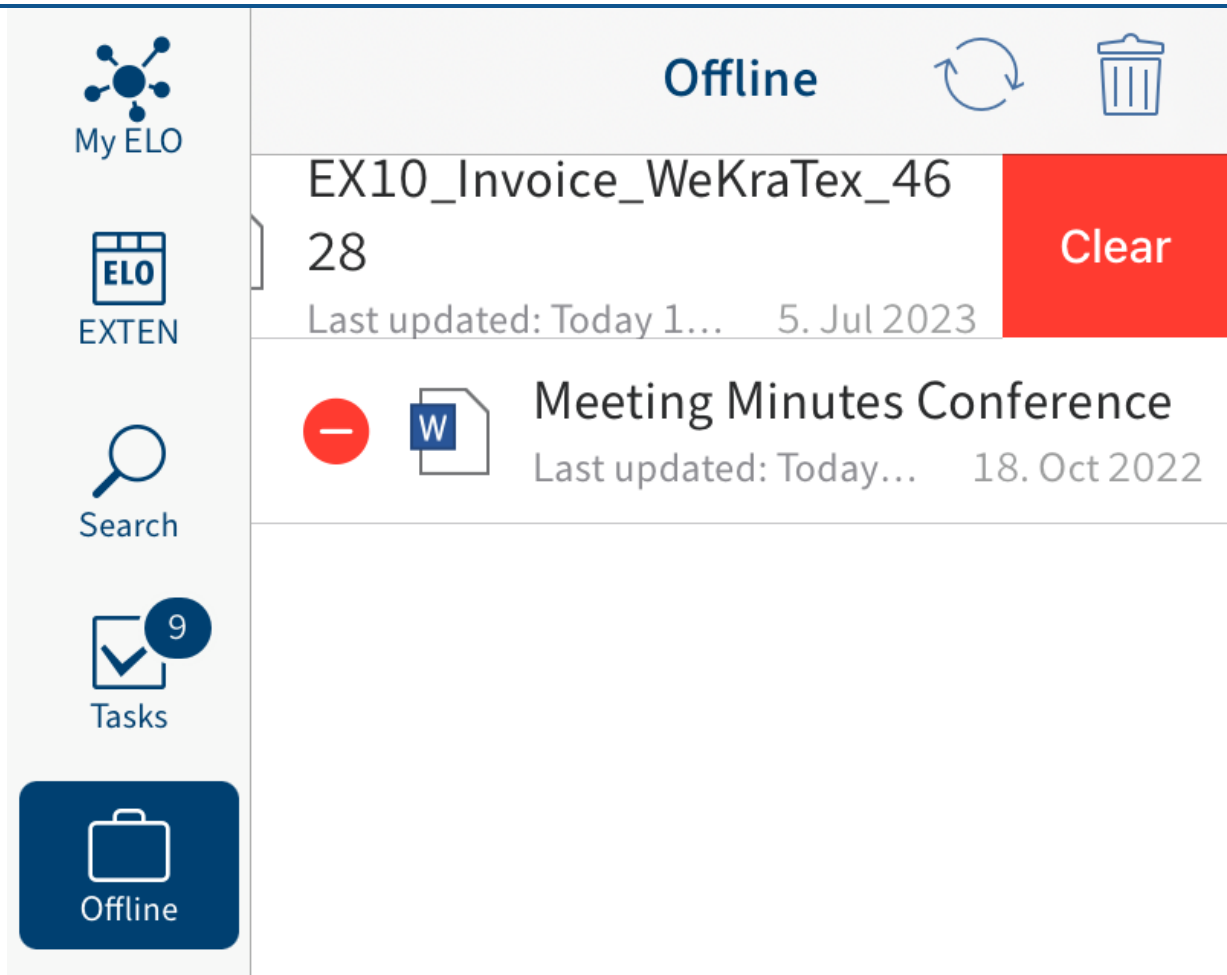 My ELO
ELO
EXTEN
Search
9
Tasks
Offline
Offline
EX10_Invoice_WeKraTex_46
28
Last updated: Today 1... 5. Jul 2023
Clear
W
Meeting Minutes Conference
Last updated: Today... 18. Oct 2022